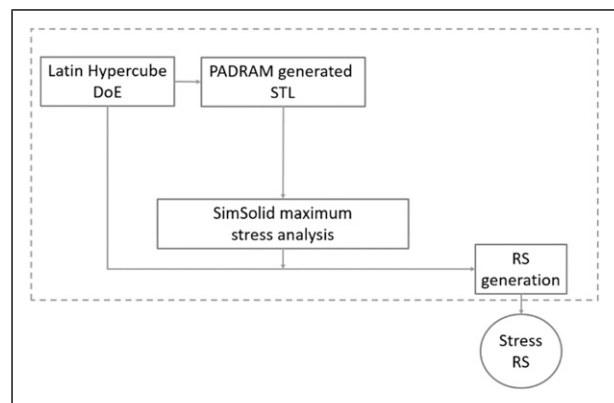 Latin Hypercube
DoE
PADRAM generated
STL
SimSolid maximum
stress analysis
RS
generation
Stress
RS